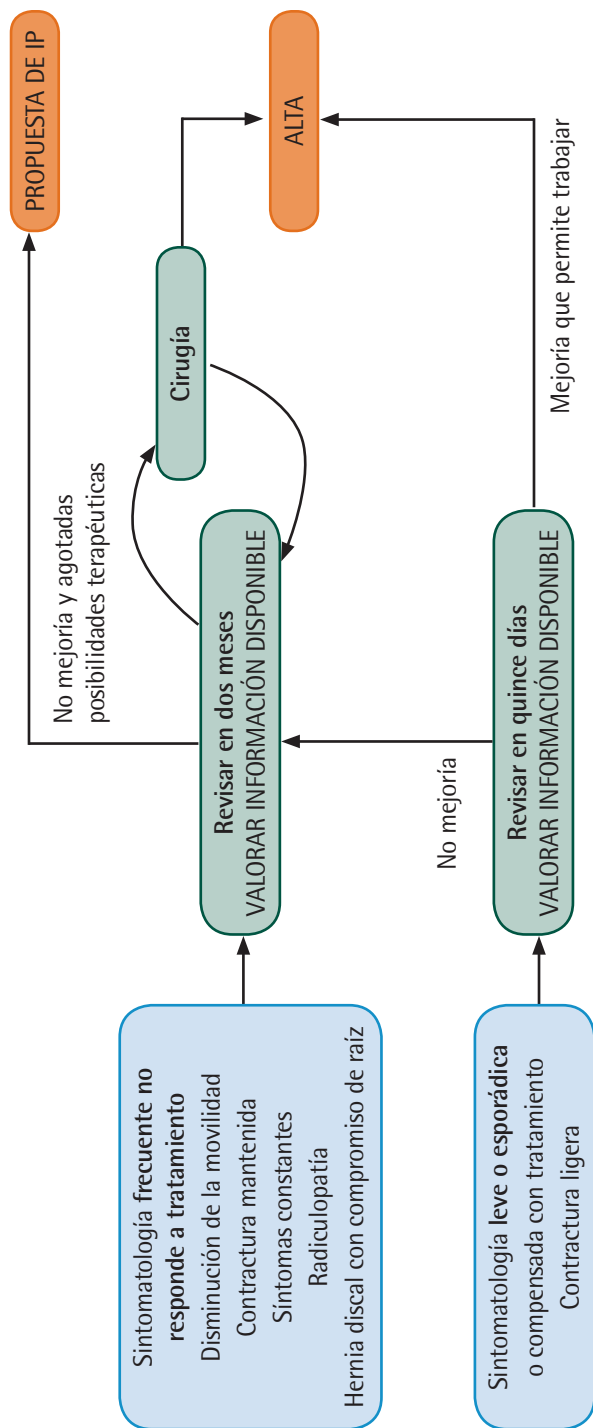 Sintomatología frecuente no
responde a tratamiento
Disminución de la movilidad
Contractura mantenida
Síntomas constantes
Radiculopatía
Hernia discal con compromiso de raíz
Sintomatología leve o esporádica
o compensada con tratamiento
Contractura ligera
Revisar en dos meses
VALORAR INFORMACIÓN DISPONIBLE
No mejoría
Revisar en quince días
VALORAR INFORMACIÓN DISPONIBLE
No mejoría y agotadas
posibilidades terapéuticas
Cirugía
Mejoría que permite trabajar
PROPUESTA DE IP
ALTA